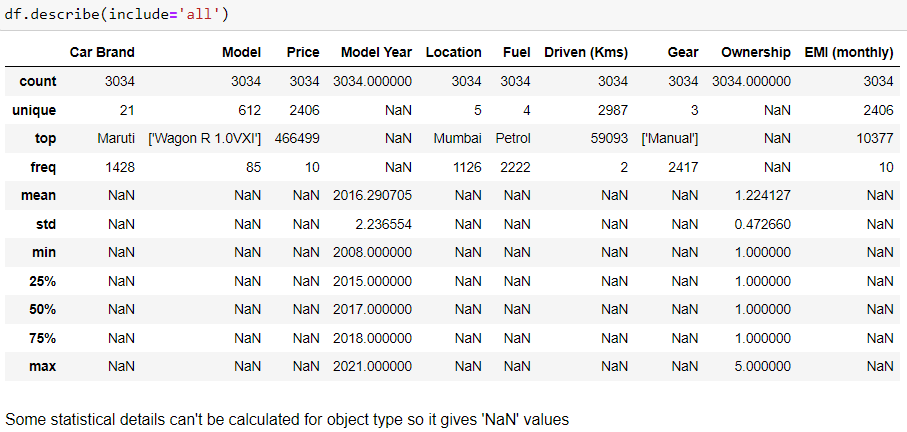 df.describe(include='all')
Car Brand Model Price Model Year Location Fuel Driven (Kms) Gear Ownership EMI (monthly)
count 3034 3034 3034 3034.000000 3034 3034 3034 3034 3034.000000 3034
unique 21 612 2406 NaN 5 4 2987 3 NaN 2406
top Maruti ['Wagon R 1.0VXI'] 466499 NaN Mumbai Petrol 59093 ['Manual'] NaN 10377
freq 1428 85 10 NaN 1126 2222 2 2417 NaN 10
mean NaN NaN NaN 2016.290705 NaN NaN NaN NaN 1.224127 NaN
std NaN NaN NaN 2.236554 NaN NaN NaN NaN 0.472660 NaN
min NaN NaN NaN 2008.000000 NaN NaN NaN NaN 1.000000 NaN
25% NaN NaN NaN 2015.000000 NaN NaN NaN NaN 1.000000 NaN
50% NaN NaN NaN 2017.000000 NaN NaN NaN NaN 1.000000 NaN
75% NaN NaN NaN 2018.000000 NaN NaN NaN NaN 1.000000 NaN
max NaN NaN NaN 2021.000000 NaN NaN NaN NaN 5.000000 NaN
Some statistical details can't be calculated for object type so it gives 'NaN' values